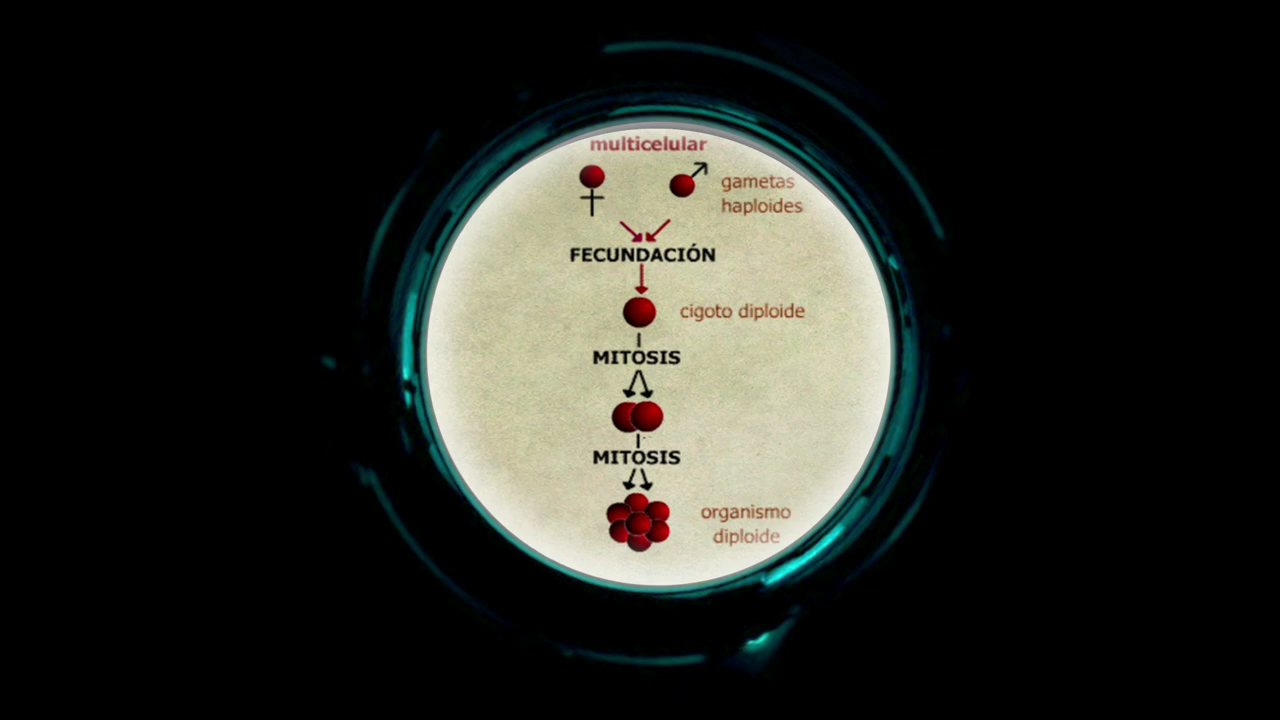 multicelular
gametas
haploides
FECUNDACIÓN
cigoto diploide
MITOSIS
MITOSIS
organismo
diploide